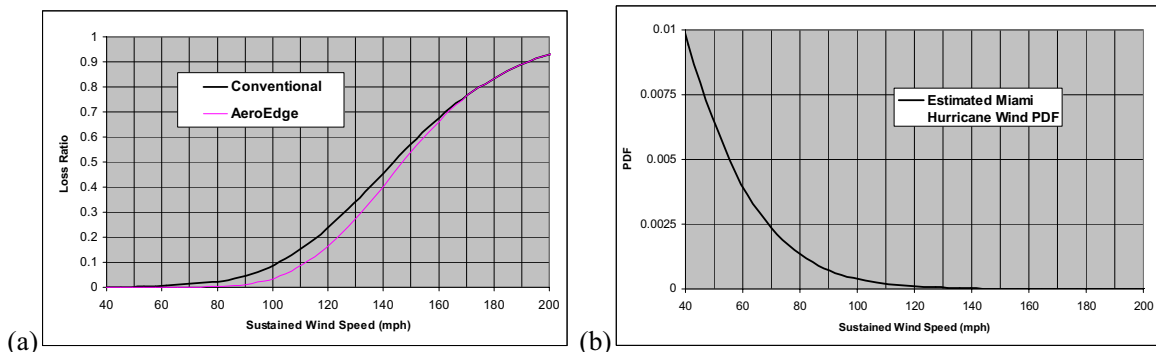 1
0.9
0.8
0.7
0.6
0.5
0.4
0.3
0.2
0.1
0
Loss Ratio
Conventional
AeroEdge
40 60 80 100 120 140 160 180 200
Sustained Wind Speed (mph)
(a)
0.01
0.0075
0.005
0.0025
0
PDF
Estimated Miami
Hurricane Wind PDF
40 60 80 100 120 140 160 180 200
Sustained Wind Speed (mph)
(b)